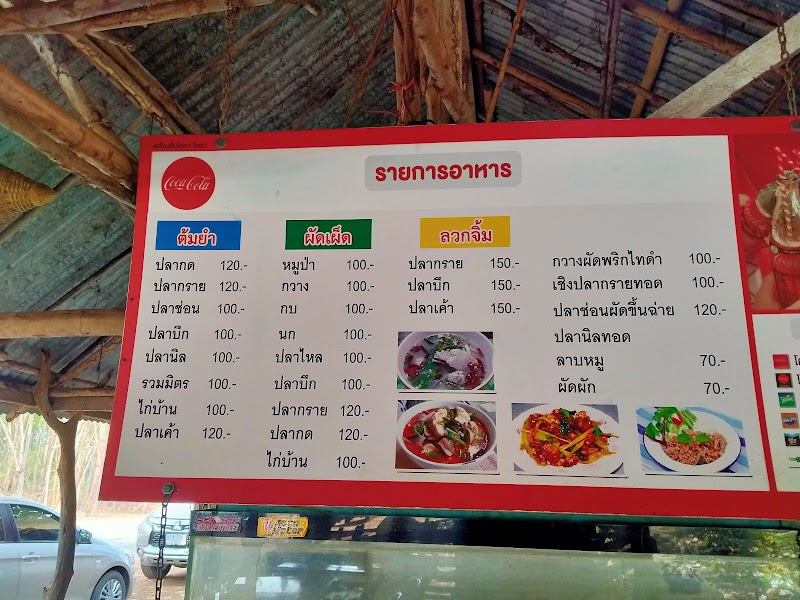 Coca-Cola
รายการอาหาร
ต้มยำ
ปลากด 120.-
ปลากราย 120.-
ปลาช่อน 100.-
ปลาบึก 100.-
ปลานิล 100.-
รวมมิตร 100.-
ไก่บ้าน 100.-
ปลาเค้า 120.-
ผัดเผ็ด
หมูป่า 100.-
กวาง 100.-
กบ 100.-
นก 100.-
ปลาไหล 100.-
ปลาบึก 100.-
ปลากราย 120.-
ปลากด 120.-
ไก่บ้าน 100.-
ลวกจิ้ม
ปลากราย 150.-
ปลาบึก 150.-
ปลาเค้า 150.-
กวางผัดพริกไทดำ 100.-
เชิงปลากรายทอด 100.-
ปลาช่อนผัดขึ้นฉ่าย 120.-
ปลานิลทอด
ลาบหมู 70.-
ผัดผัก 70.-